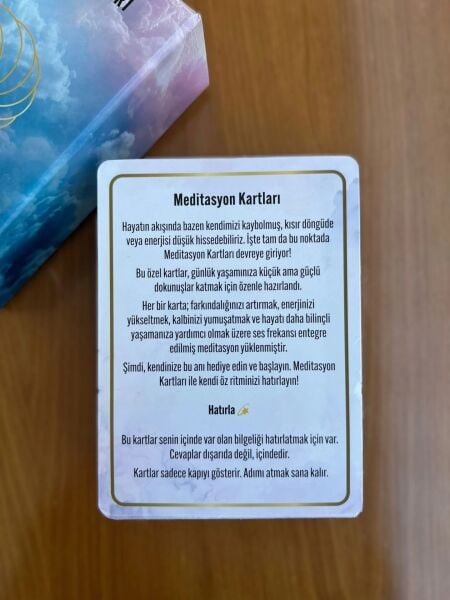 Meditasyon Kartları
Hayatın akışında bazen kendimizi kaybolmuş, kısır döngüde
veya enerjisi düşük hissedebiliriz. İşte tam da bu noktada
Meditasyon Kartları devreye giriyor!
Bu özel kartlar, günlük yaşamınıza küçük ama güçlü
dokunuşlar katmak için özenle hazırlandı.
Her bir karta; farkındalığınızı artırmak, enerjinizi
yükseltmek, kalbinizi yumuşatmak ve hayatı daha bilinçli
yaşamanıza yardımcı olmak üzere ses frekansı entegre
edilmiş meditasyon yüklenmiştir.
Şimdi, kendinize bu anı hediye edin ve başlayın. Meditasyon
Kartları ile kendi öz ritminizi hatırlayın!
Hatırla 💫
Bu kartlar senin içinde var olan bilgeliği hatırlatmak için var.
Cevaplar dışarıda değil, içindedir.
Kartlar sadece kapıyı gösterir. Adımı atmak sana kalır.